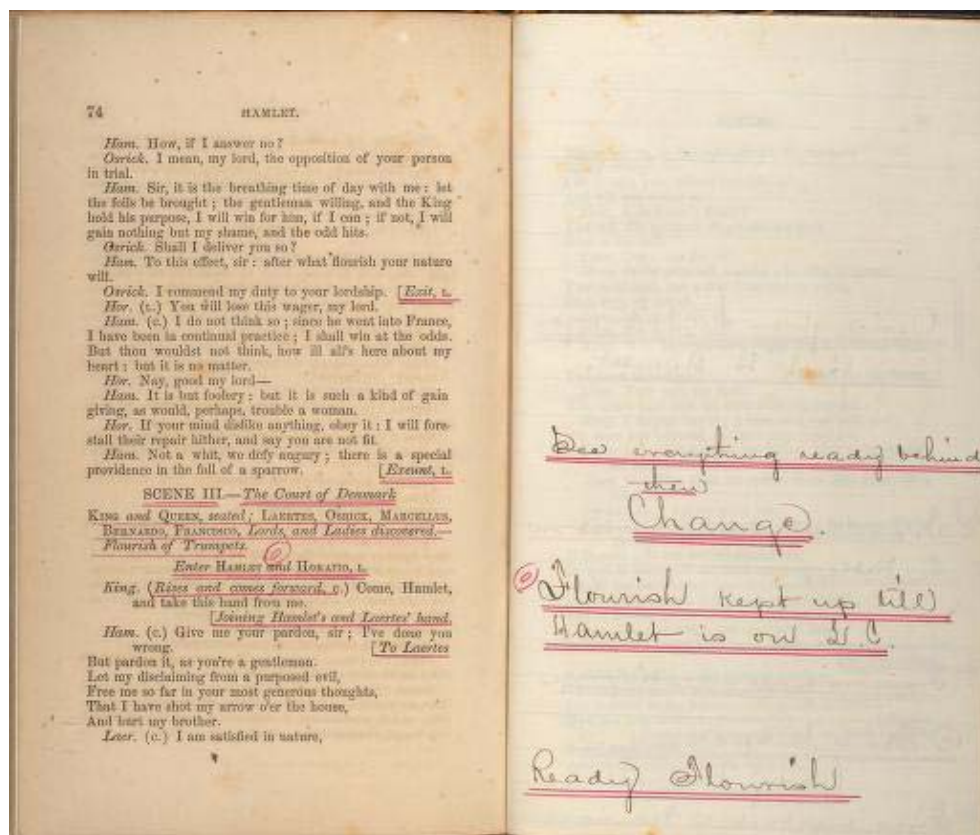 74 HAMLET.
Ham. How, if I answer no?
Osrick. I mean, my lord, the opposition of your person
in trial.
Ham. Sir, it is the breathing time of day with me: let
the foils be brought; the gentleman willing, and the King
hold his purpose, I will win for him, if I can; if not, I will
gain nothing but my shame, and the odd hits.
Osrick. Shall I deliver you so?
Ham. To this effect, sir: after what flourish your nature
will.
Osrick. I commend my duty to your lordship. [Exit, L.
Hor. (L.) You will lose this wager, my lord.
Ham. (C.) I do not think so; since he went into France,
I have been in continual practice; I shall win at the odds.
But thou wouldst not think, how ill all's here about my
heart: but it is no matter.
Hor. Nay, good my lord—
Ham. It is but foolery: but it is such a kind of gain
giving, as would, perhaps, trouble a woman.
Hor. If your mind dislike anything, obey it: I will fore-
stall their repair hither, and say you are not fit.
Ham. Not a whit, we defy augury; there is a special
providence in the fall of a sparrow. [Exeunt, L.
SCENE III.—The Court of Denmark
KING and QUEEN, seated; LAERTES, OSRICK, MARCELLUS,
BERNARDO, FRANCISCO, Lords, and Ladies discovered.—
Flourish of Trumpets.
Enter HAMLET and HORATIO, L.
King. (Rises and comes forward, C.) Come, Hamlet,
and take this hand from me.
[Joining Hamlet's and Laertes' hand.
Ham. (C.) Give me your pardon, sir; I've done you
wrong. [To Laertes
But pardon it, as you're a gentleman.
Let my disclaiming from a purposed evil,
Free me so far in your most generous thoughts,
That I have shot my arrow o'er the house,
And hurt my brother.
Laer. (C.) I am satisfied in nature,
See everything ready behind
then
Change.
Flourish kept up till
Hamlet is on L.C.
Ready Flourish